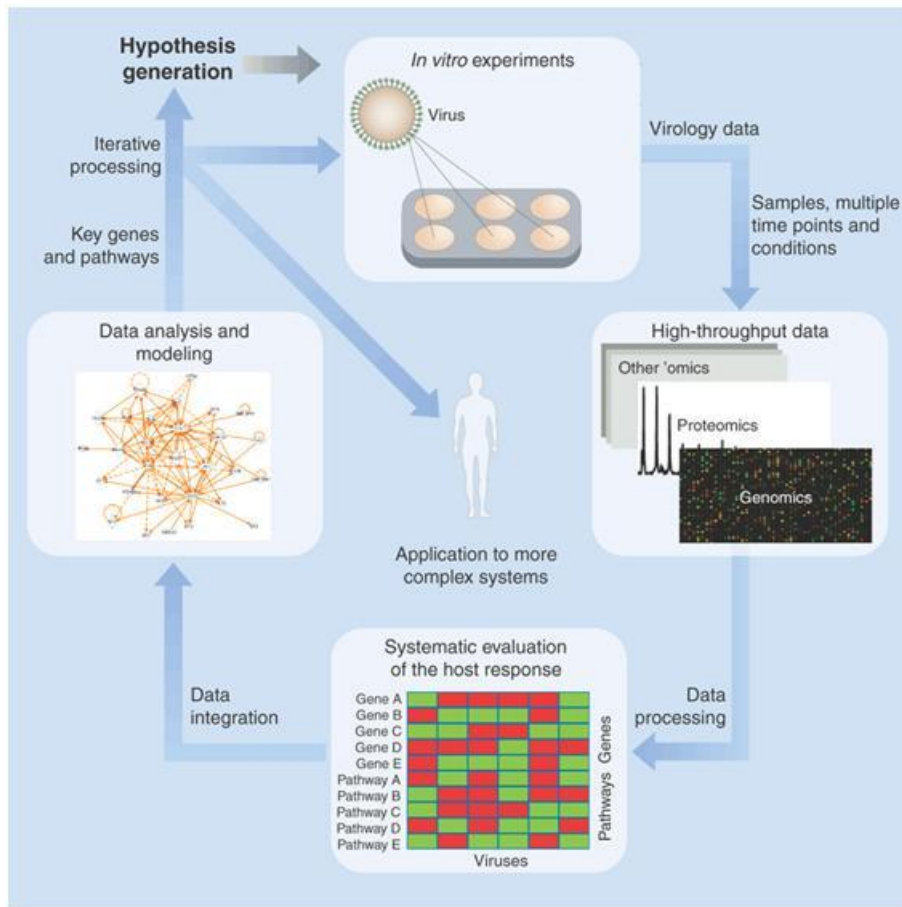 Hypothesis
generation
In vitro experiments
Virus
Virology data
Iterative
processing
Samples, multiple
time points and
conditions
Key genes
and pathways
Data analysis and
modeling
High-throughput data
Other 'omics
Proteomics
Genomics
Application to more
complex systems
Systematic evaluation
of the host response
Data
integration
Data
processing
Gene A
Gene B
Gene C
Gene D
Gene E
Pathway A
Pathway B
Pathway C
Pathway D
Pathway E
Genes
Pathways
Viruses